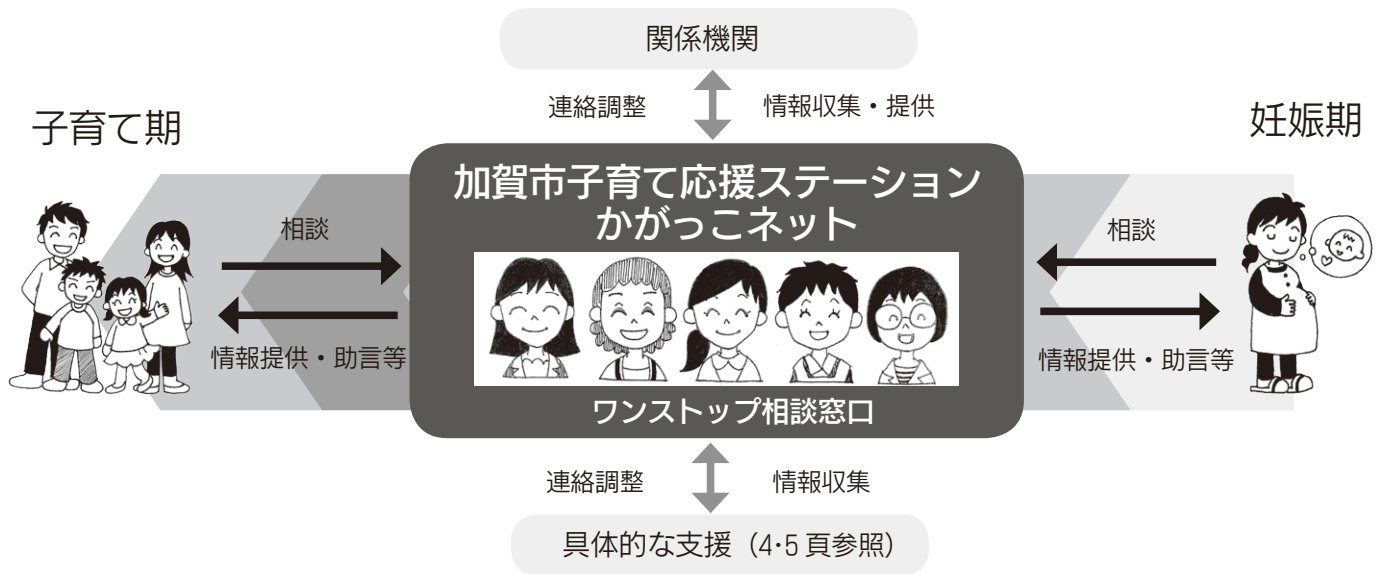 関係機関
連絡調整
情報収集・提供
子育て期
妊娠期
加賀市子育て応援ステーション
かがっこネット
相談
情報提供・助言等
相談
情報提供・助言等
ワンストップ相談窓口
連絡調整
情報収集
具体的な支援（4･5 頁参照）